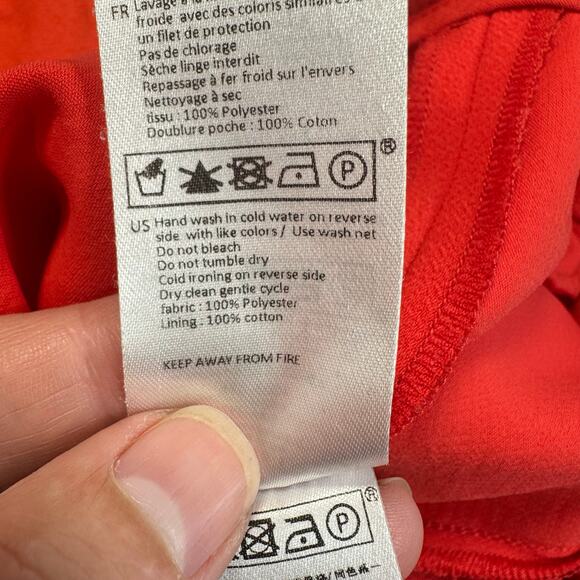 FR Lavage à la
froide avec des coloris similaires
un filet de protection
Pas de chlorage
Sèche linge interdit
Repassage à fer froid sur l'envers
Nettoyage à sec
tissu : 100% Polyester
Doublure poche : 100% Coton
P ®
US Hand wash in cold water on reverse
side with like colors / Use wash net
Do not bleach
Do not tumble dry
Cold ironing on reverse side
Dry clean gentle cycle
fabric : 100% Polyester
Lining : 100% cotton
KEEP AWAY FROM FIRE
P ®